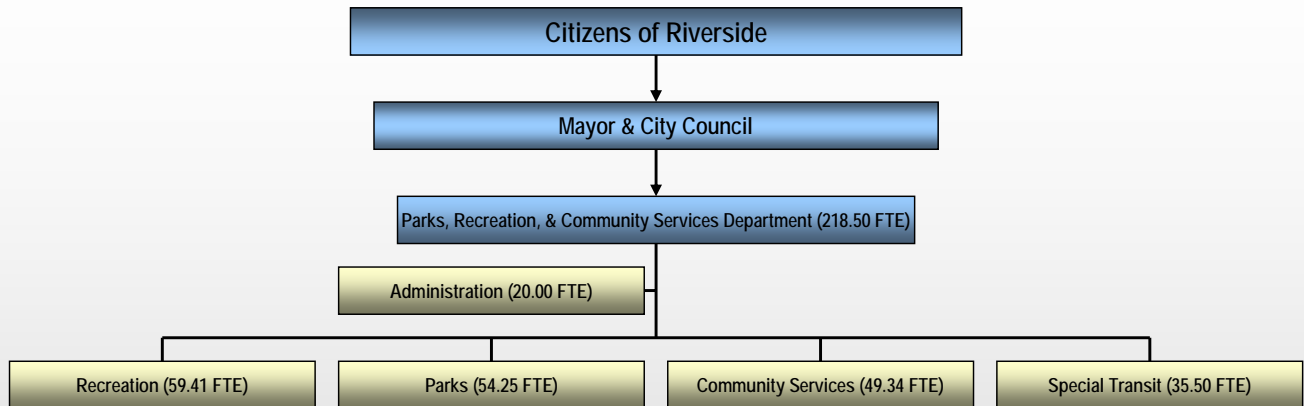 Citizens of Riverside
Mayor & City Council
Parks, Recreation, & Community Services Department (218.50 FTE)
Administration (20.00 FTE)
Recreation (59.41 FTE)
Parks (54.25 FTE)
Community Services (49.34 FTE)
Special Transit (35.50 FTE)